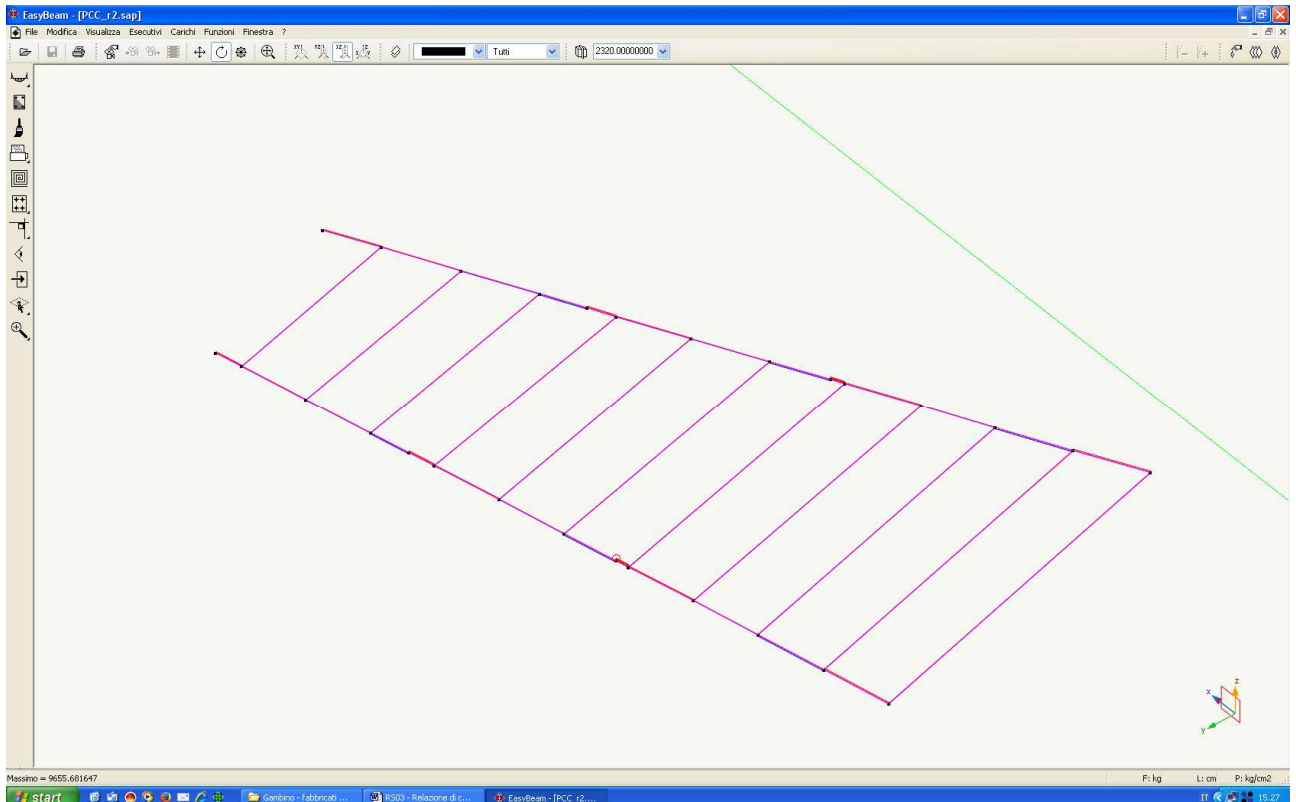 EasyBeam - [PCC_r2.sap]
File Modifica Visualizza Esecutivi Carichi Funzioni Finestra ?
Tutti 2320.00000000
x z y
Massimo = 9655.681647 F: kg L: cm P: kg/cm2
start Gambino - fabbricati ... RS03 - Relazione di c... EasyBeam - [PCC_r2.... IT 15.27